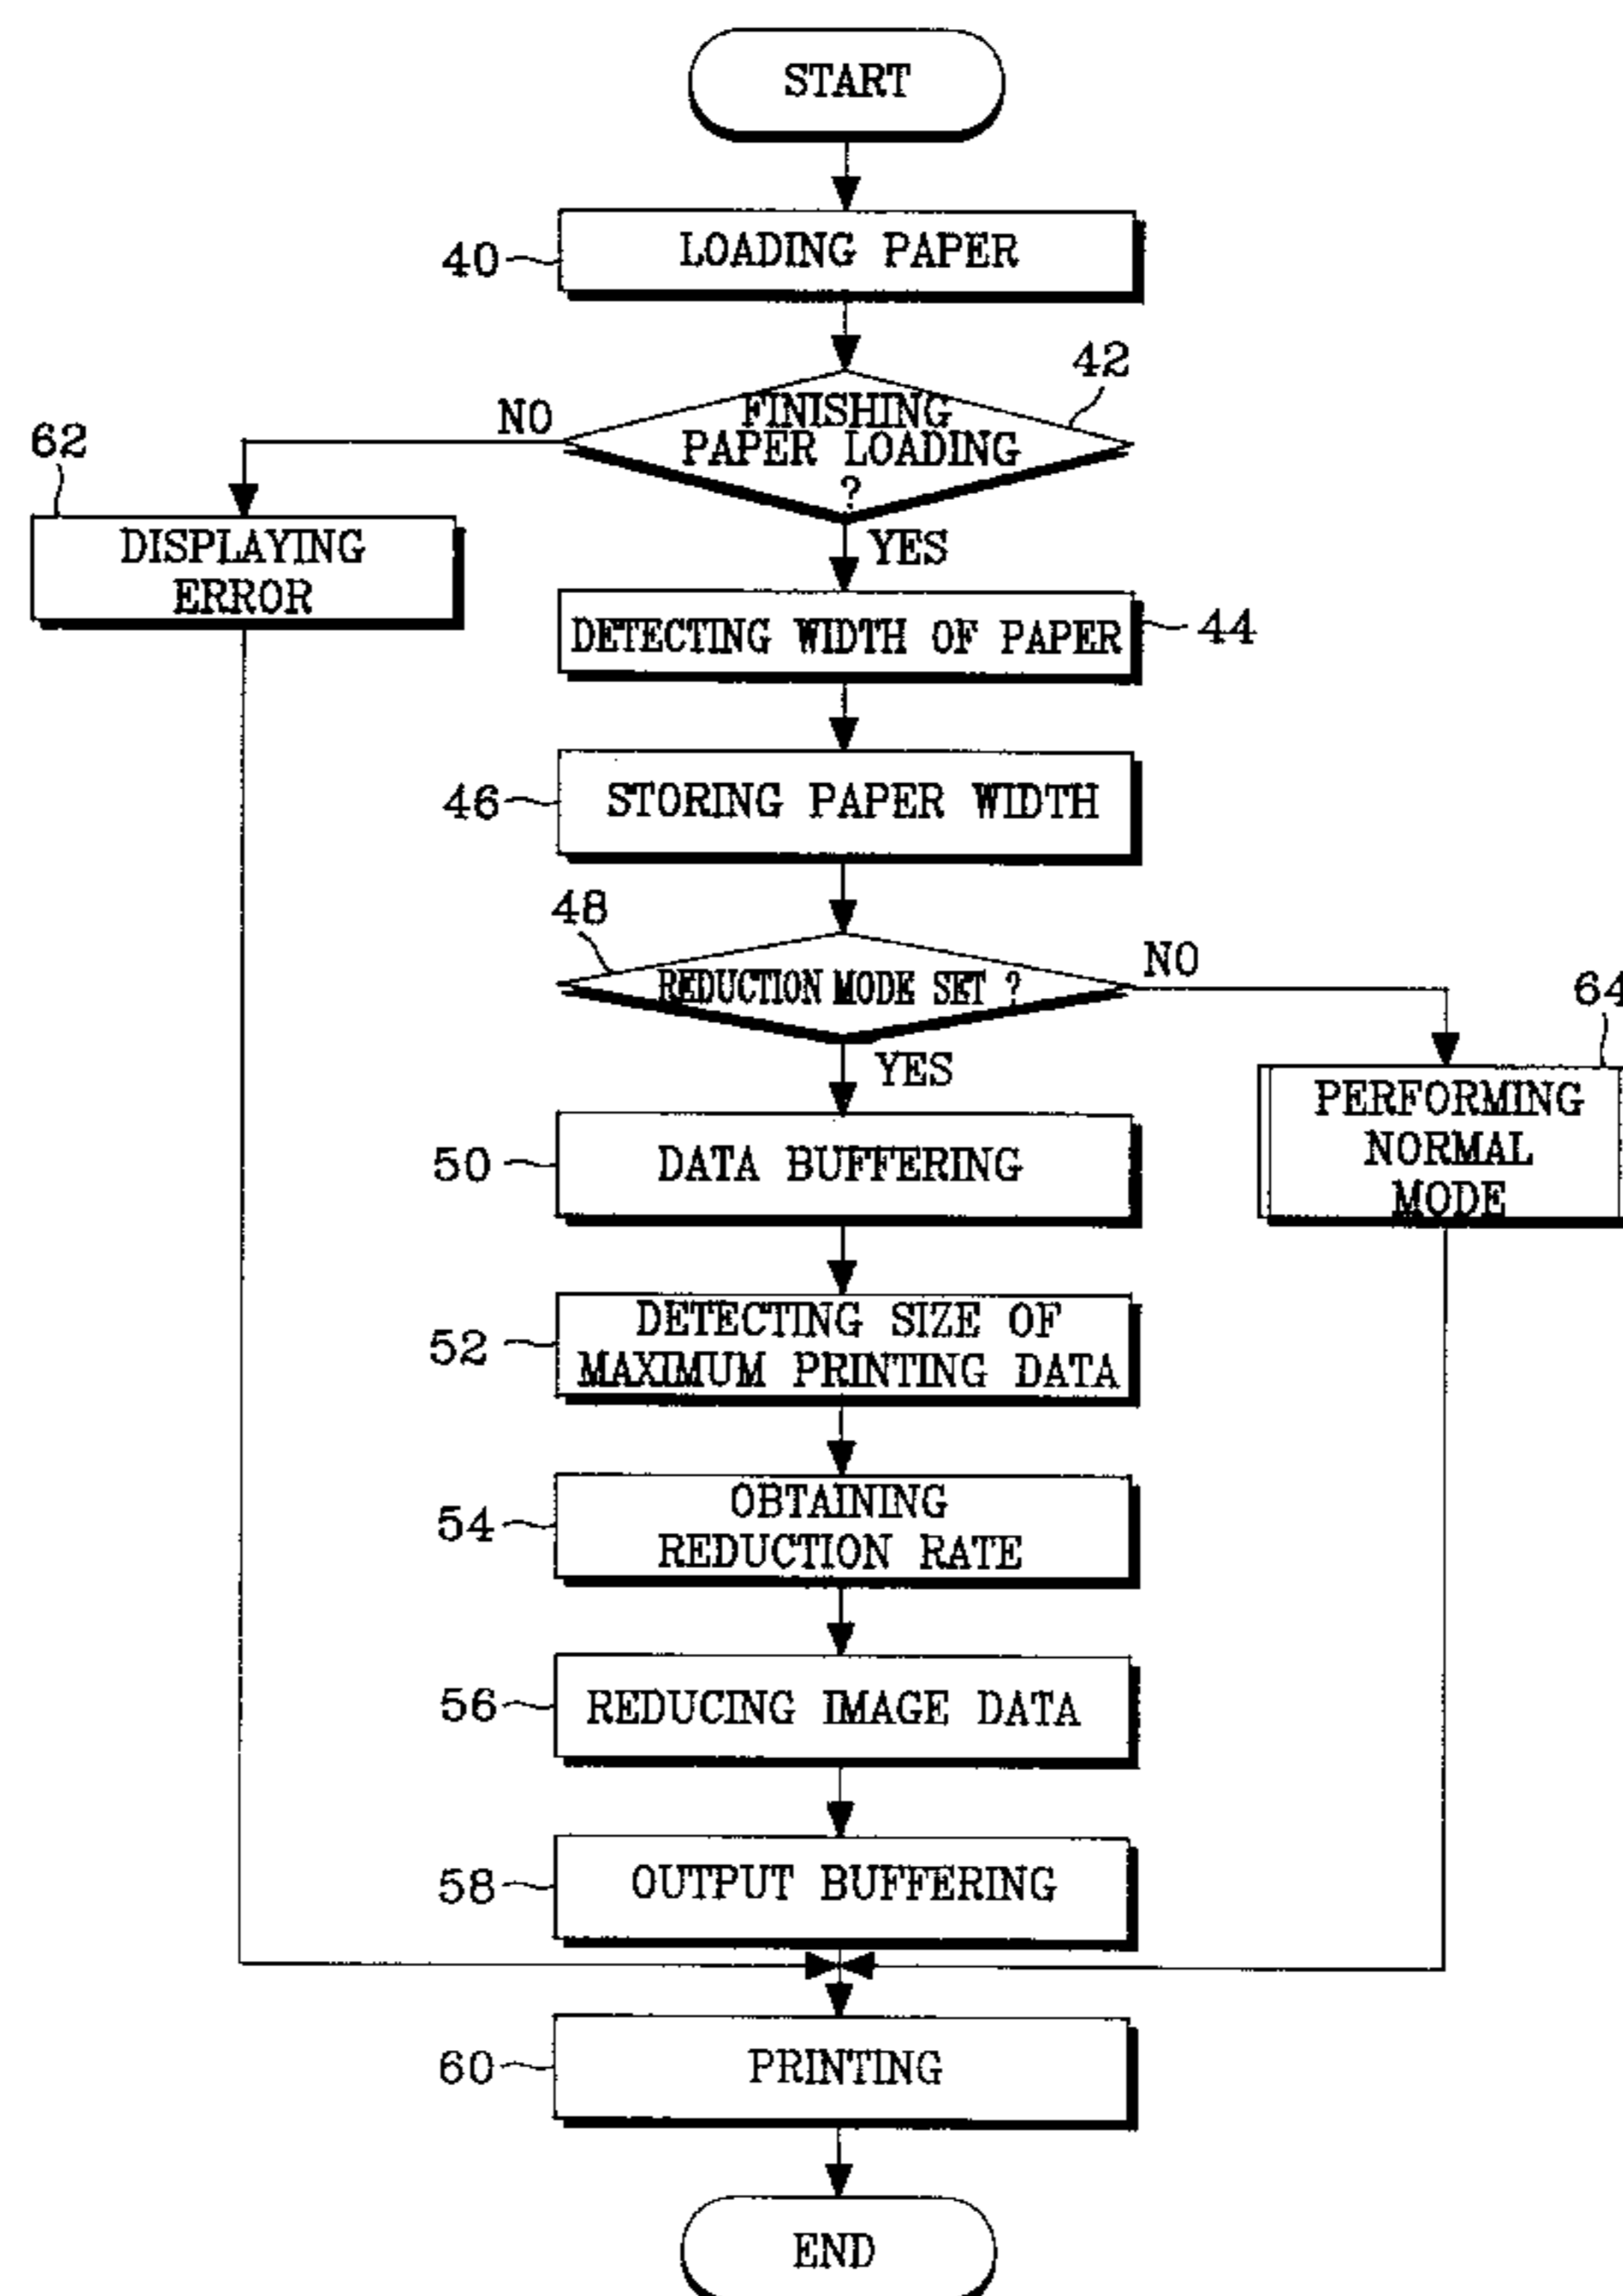 START
40
LOADING PAPER
42
NO
FINISHING
PAPER LOADING
?
62
DISPLAYING
ERROR
YES
DETECTING WIDTH OF PAPER
44
46
STORING PAPER WIDTH
48
REDUCTION MODE SET ?
NO
64
YES
PERFORMING
NORMAL
MODE
50
DATA BUFFERING
52
DETECTING SIZE OF
MAXIMUM PRINTING DATA
54
OBTAINING
REDUCTION RATE
56
REDUCING IMAGE DATA
58
OUTPUT BUFFERING
60
PRINTING
END